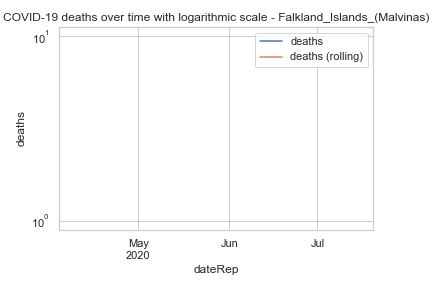 COVID-19 deaths over time with logarithmic scale - Falkland_Islands_(Malvinas)
deaths
deaths (rolling)
10¹
deaths
10⁰
May
2020
Jun
Jul
dateRep